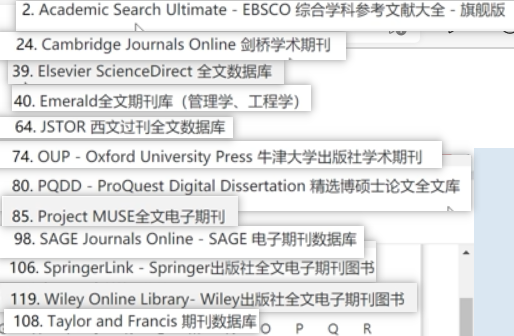 2. Academic Search Ultimate - EBSCO 综合学科参考文献大全 - 旗舰版
24. Cambridge Journals Online 剑桥学术期刊
39. Elsevier ScienceDirect 全文数据库
40. Emerald全文期刊库（管理学、工程学）
64. JSTOR 西文过刊全文数据库
74. OUP - Oxford University Press 牛津大学出版社学术期刊
80. PQDD - ProQuest Digital Dissertation 精选博硕士论文全文库
85. Project MUSE全文电子期刊
98. SAGE Journals Online - SAGE 电子期刊数据库
106. SpringerLink - Springer出版社全文电子期刊图书
119. Wiley Online Library- Wiley出版社全文电子期刊图书
108. Taylor and Francis 期刊数据库
O P Q R